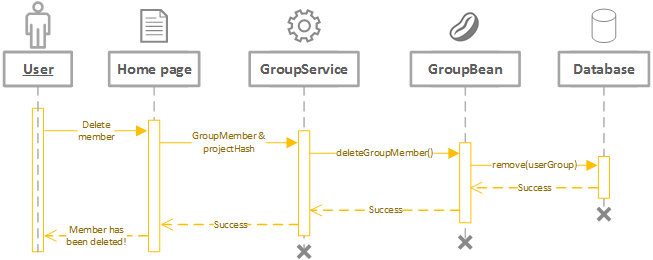 User
Home page
GroupService
GroupBean
Database
Delete
member
GroupMember &
projectHash
deleteGroupMember()
remove(userGroup)
Success
Success
Success
Member has
been deleted!